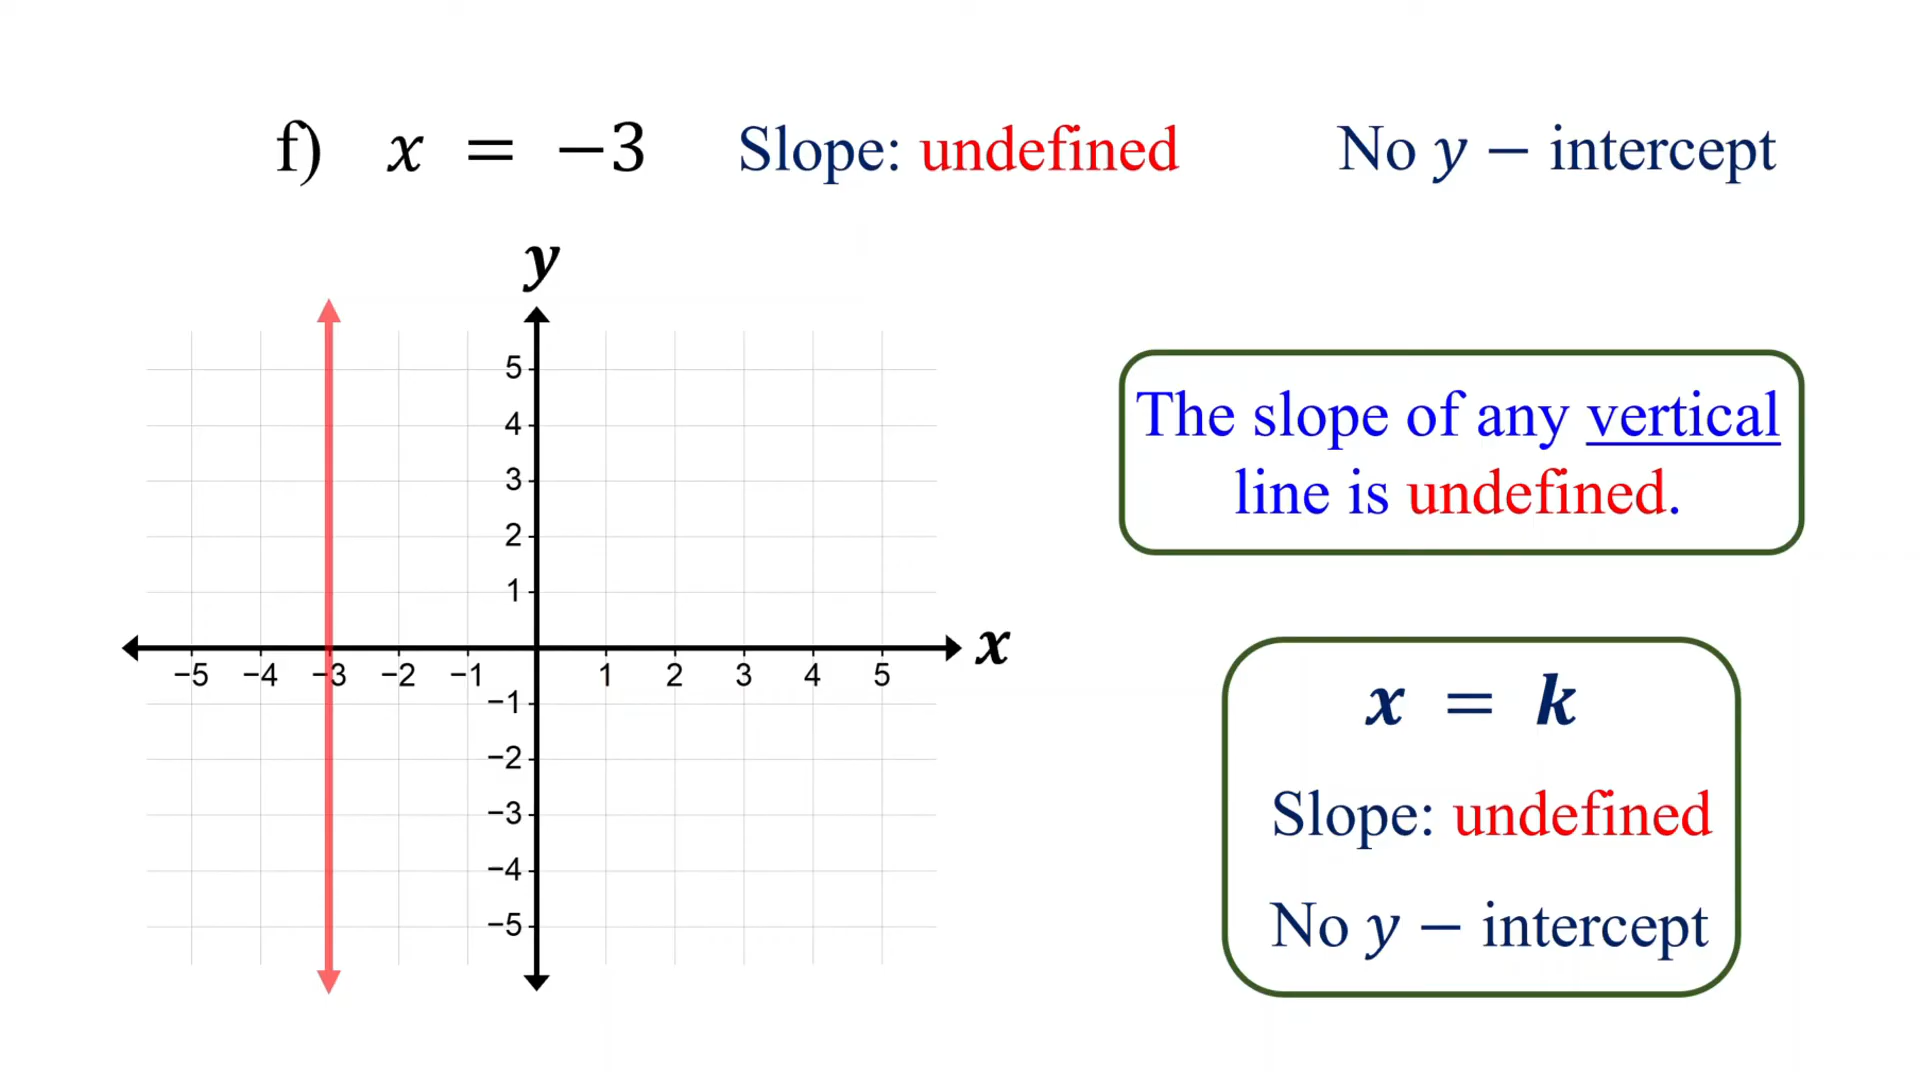 f) x = −3 Slope: undefined No y − intercept
y
5
4
3
2
1
x
−5 −4 −3 −2 −1 1 2 3 4 5
−1
−2
−3
−4
−5
The slope of any vertical
line is undefined.
x = k
Slope: undefined
No y − intercept